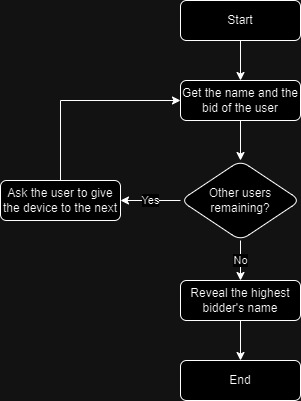 Start
Get the name and the
bid of the user
Other users
remaining?
Yes
Ask the user to give
the device to the next
No
Reveal the highest
bidder's name
End